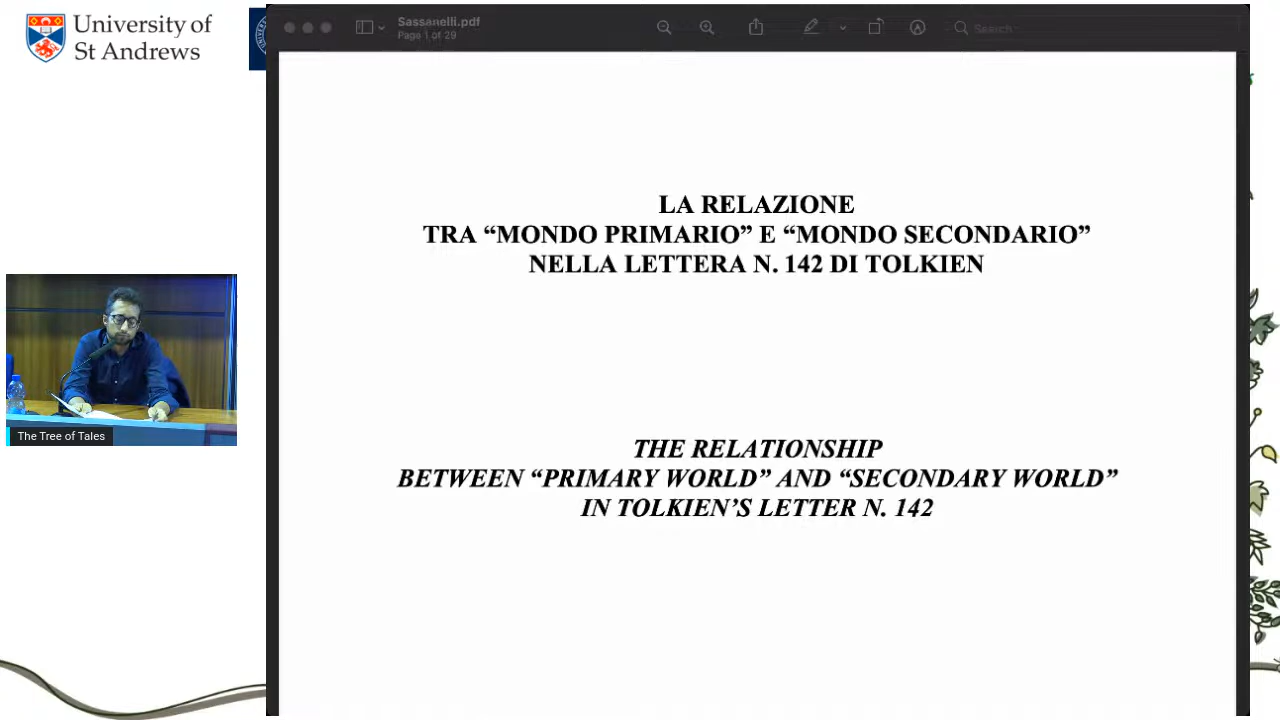 University of
St Andrews
Sassanelli.pdf
Page 1 of 29
Search
LA RELAZIONE
TRA “MONDO PRIMARIO” E “MONDO SECONDARIO”
NELLA LETTERA N. 142 DI TOLKIEN
THE RELATIONSHIP
BETWEEN “PRIMARY WORLD” AND “SECONDARY WORLD”
IN TOLKIEN’S LETTER N. 142
The Tree of Tales